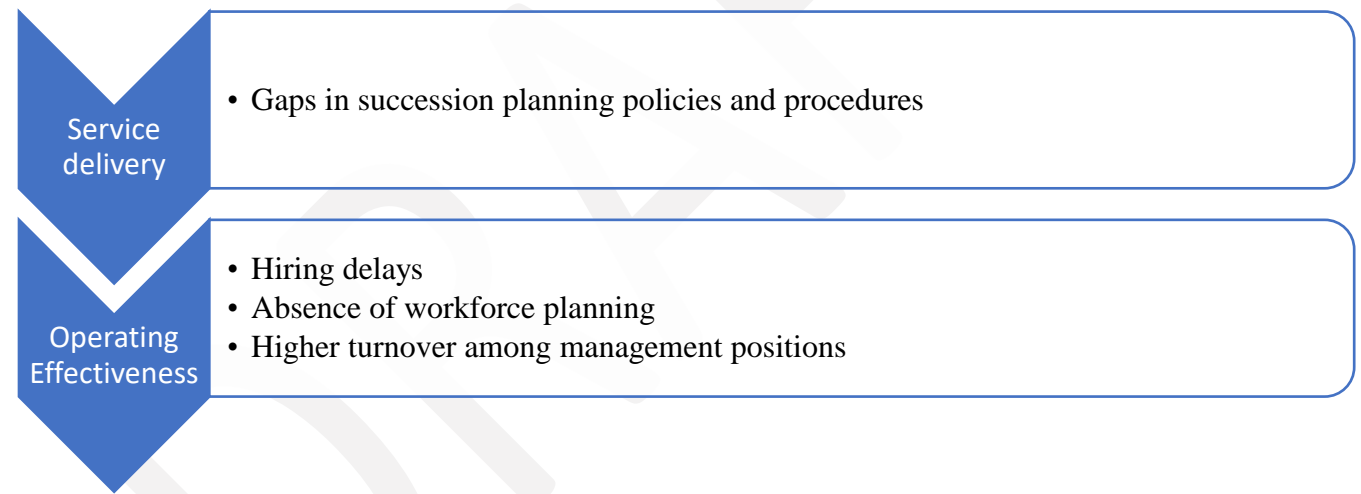 Service
delivery
• Gaps in succession planning policies and procedures
Operating
Effectiveness
• Hiring delays
• Absence of workforce planning
• Higher turnover among management positions